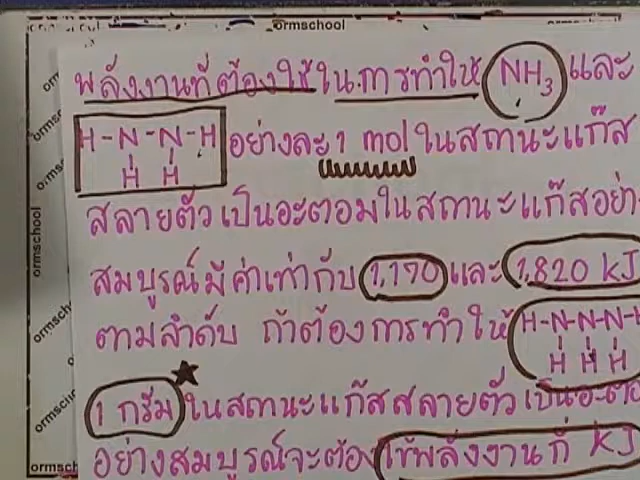 ormschool
พลังงานที่ต้องใช้ในการทำให้ NH3 และ
H-N-N-H อย่างละ 1 mol ในสถานะแก๊ส
H H
สลายตัวเป็นอะตอมในสถานะแก๊สอย่า
สมบูรณ์มีค่าเท่ากับ 1,170 และ 1,820 KJ
ตามลำดับ ถ้าต้องการทำให้ H-N-N-N-H
H H H
1 กรัม ในสถานะแก๊สสลายตัวเป็นอะตอ
อย่างสมบูรณ์จะต้องใช้พลังงานกี่ KJ
ormschool
ormsch